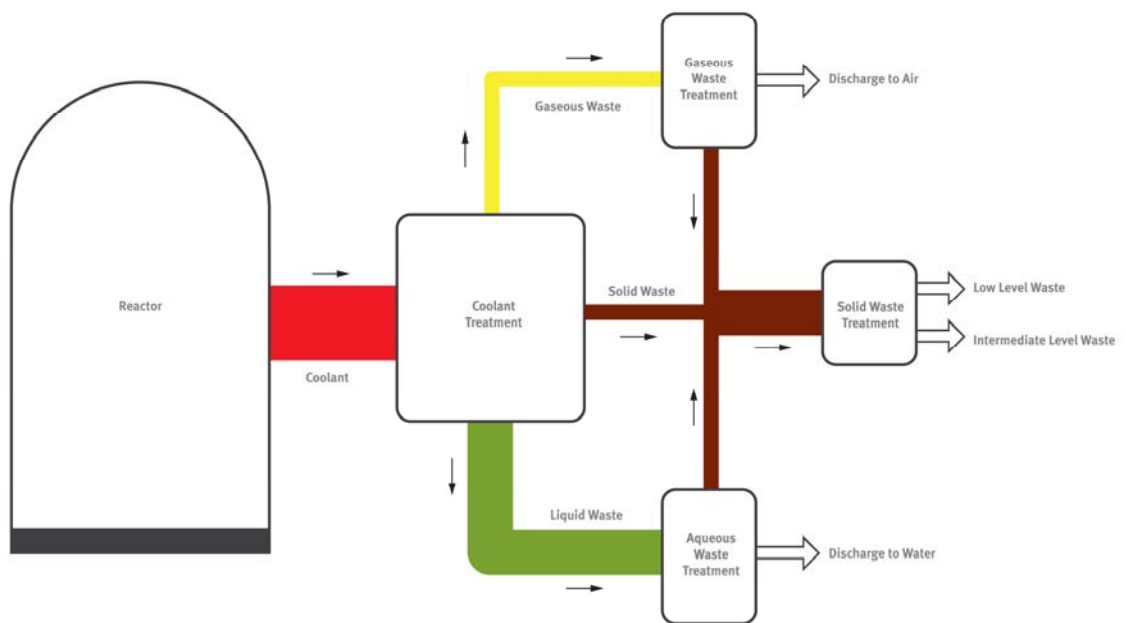 Gaseous
Waste
Treatment
Discharge to Air
Gaseous Waste
Reactor
Coolant
Treatment
Solid Waste
Solid Waste
Treatment
Low Level Waste
Intermediate Level Waste
Coolant
Liquid Waste
Aqueous
Waste
Treatment
Discharge to Water